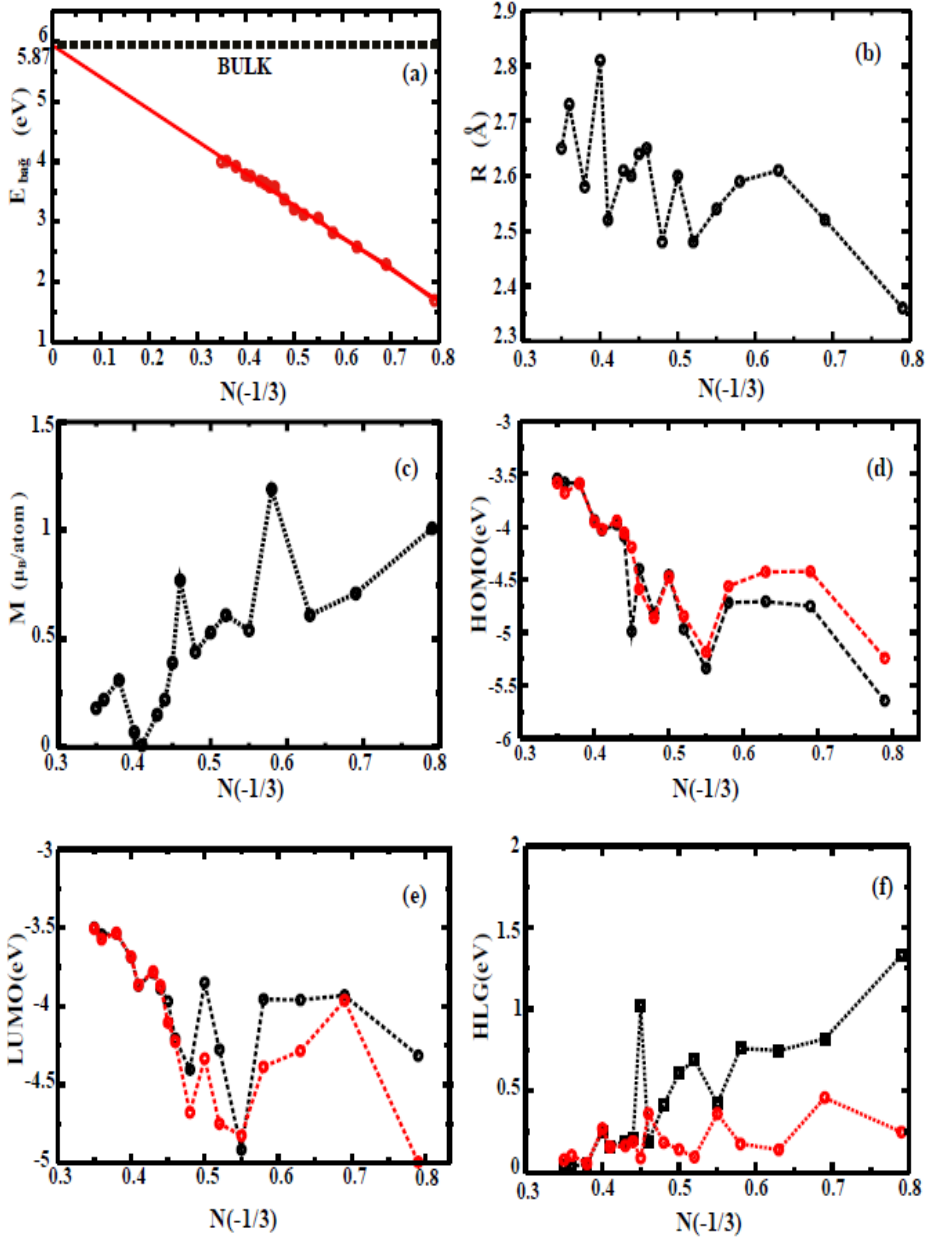 6
5.87
5
4
3
2
1
E bağ (eV)
BULK
(a)
0 0.1 0.2 0.3 0.4 0.5 0.6 0.7 0.8
N(-1/3)
2.9
2.8
2.7
2.6
2.5
2.4
2.3
R (Å)
(b)
0.4 0.5 0.6 0.7 0.8
N(-1/3)
1.5
1
0.5
0
M (μB/atom)
(c)
0.3 0.4 0.5 0.6 0.7 0.8
N(-1/3)
-3
-3.5
-4
-4.5
-5
-5.5
-6
HOMO(eV)
(d)
0.3 0.4 0.5 0.6 0.7 0.8
N(-1/3)
-3
-3.5
-4
-4.5
-5
LUMO(eV)
(e)
0.3 0.4 0.5 0.6 0.7 0.8
N(-1/3)
2
1.5
1
0.5
0
HLG(eV)
(f)
0.3 0.4 0.5 0.6 0.7 0.8
N(-1/3)